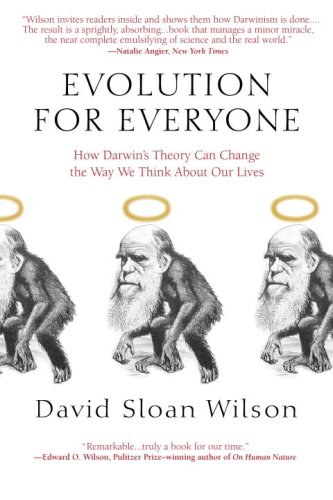 "Wilson invites readers inside and shows them how Darwinism is done....
The result is a sprightly, absorbing...book that manages a minor miracle,
the near complete emulsifying of science and the real world."
—Natalie Angier, New York Times
EVOLUTION
FOR EVERYONE
How Darwin's Theory Can Change
the Way We Think About Our Lives
David Sloan Wilson
"Remarkable...truly a book for our time."
—Edward O. Wilson, Pulitzer Prize–winning author of On Human Nature